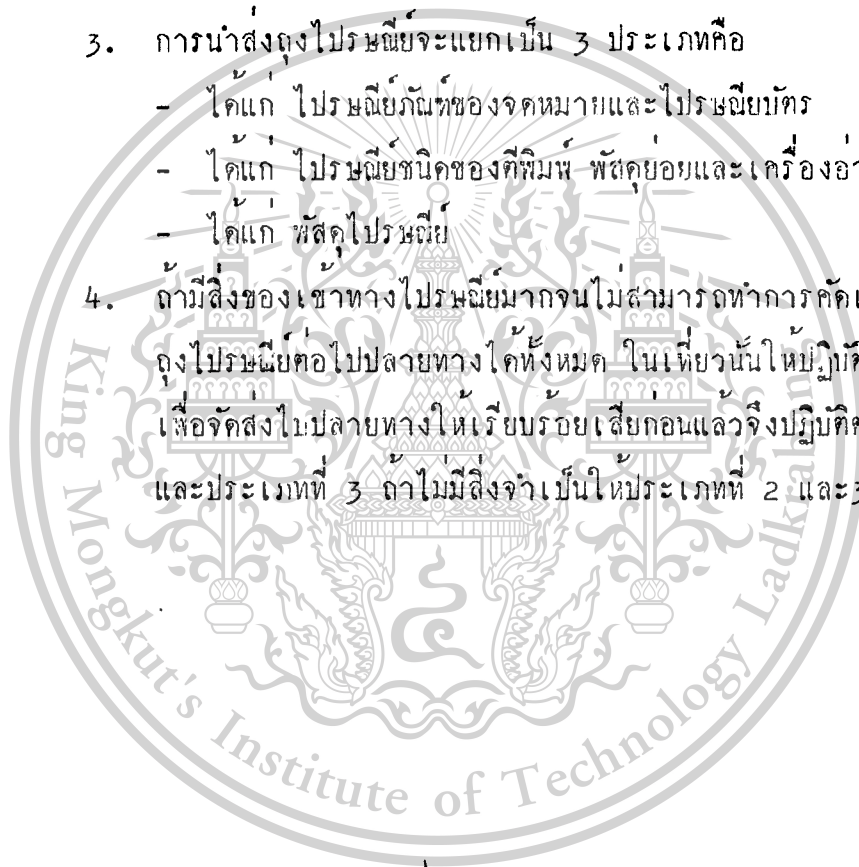 3. การนำส่งถุงไปรษณีย์จะแยกเป็น 3 ประเภทคือ
- ได้แก่ ไปรษณีย์ภัณฑ์ของจดหมายและไปรษณียบัตร
- ได้แก่ ไปรษณีย์ชนิดของตีพิมพ์ พัสดุย่อยและเครื่องอ่า
- ได้แก่ พัสดุไปรษณีย์
4. ถ้ามีสิ่งของเข้าทางไปรษณีย์มากจนไม่สามารถทำการคัดเ
ถุงไปรษณีย์ต่อไปปลายทางได้ทั้งหมด ในเที่ยวนั้นให้ปฏิบัติ
เพื่อจัดส่งไปปลายทางให้เรียบร้อยเสียก่อนแล้วจึงปฏิบัติ
และประเภทที่ 3 ถ้าไม่มีสิ่งจำเป็นให้ประเภทที่ 2 และ3
King Mongkut's Institute of Technology Ladkrabang